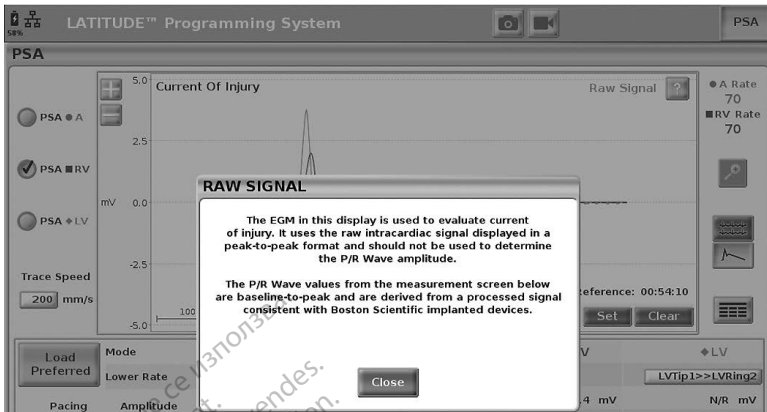 58%
LATITUDE™ Programming System
PSA
PSA
5.0
Current Of Injury
Raw Signal
?
A Rate
70
RV Rate
70
PSA ● A
2.5
PSA ■ RV
mV
0.0
PSA ◆ LV
-2.5
Trace Speed
200 mm/s
Reference: 00:54:10
100
Set
Clear
-5.0
RAW SIGNAL
The EGM in this display is used to evaluate current
of injury. It uses the raw intracardiac signal displayed in a
peak-to-peak format and should not be used to determine
the P/R Wave amplitude.
The P/R Wave values from the measurement screen below
are baseline-to-peak and are derived from a processed signal
consistent with Boston Scientific implanted devices.
Close
Load
Preferred
Mode
V
◆ LV
Lower Rate
LVTip1>>LVRing2
Pacing
Amplitude
.4 mV
N/R mV
се използва